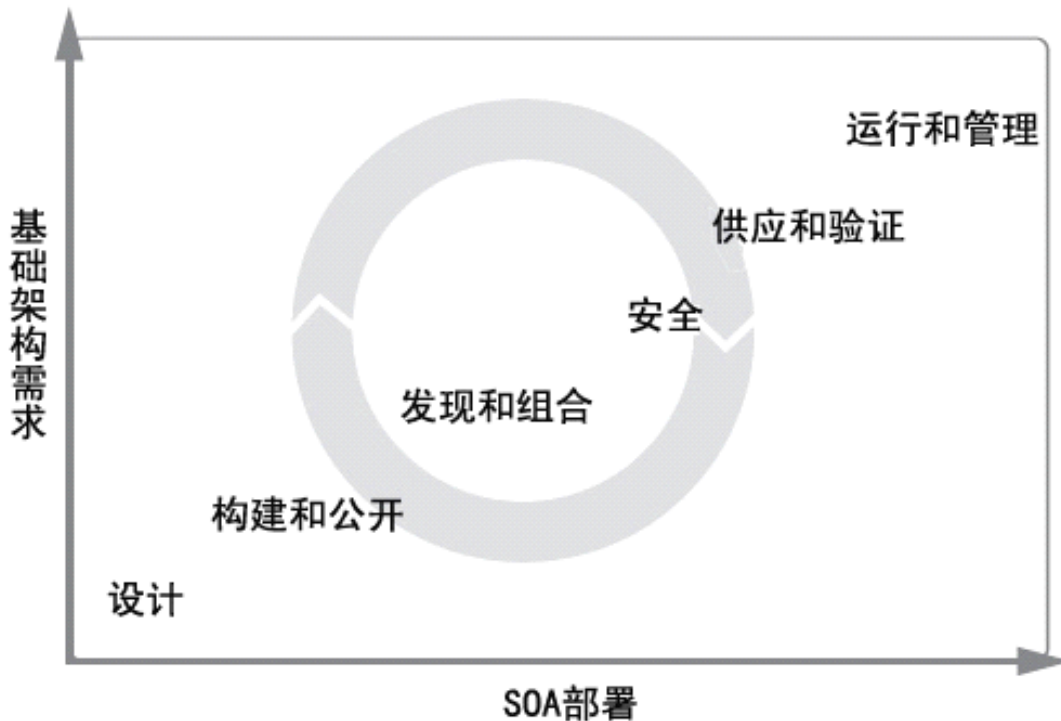 运行和管理
供应和验证
安全
发现和组合
构建和公开
设计
基础架构需求
SOA部署